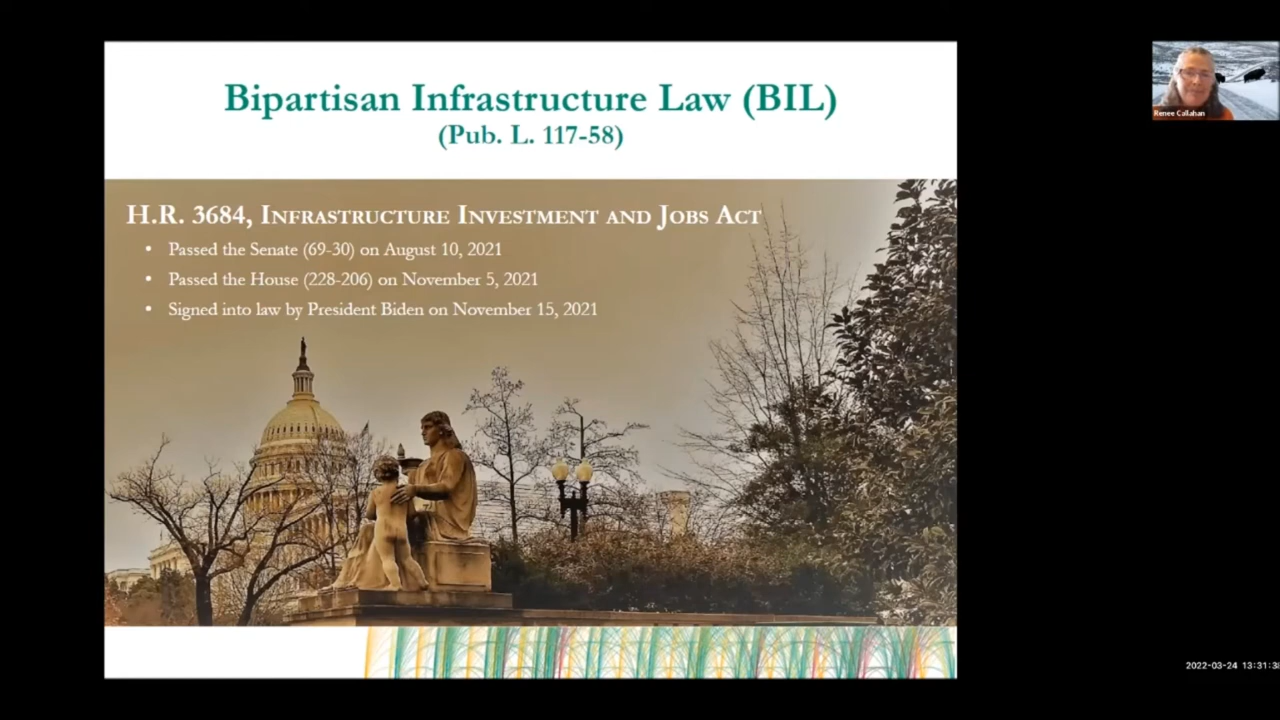 Bipartisan Infrastructure Law (BIL)
(Pub. L. 117-58)
H.R. 3684, Infrastructure Investment and Jobs Act
• Passed the Senate (69-30) on August 10, 2021
• Passed the House (228-206) on November 5, 2021
• Signed into law by President Biden on November 15, 2021
Renee Callahan
2022-03-24 13:31:38